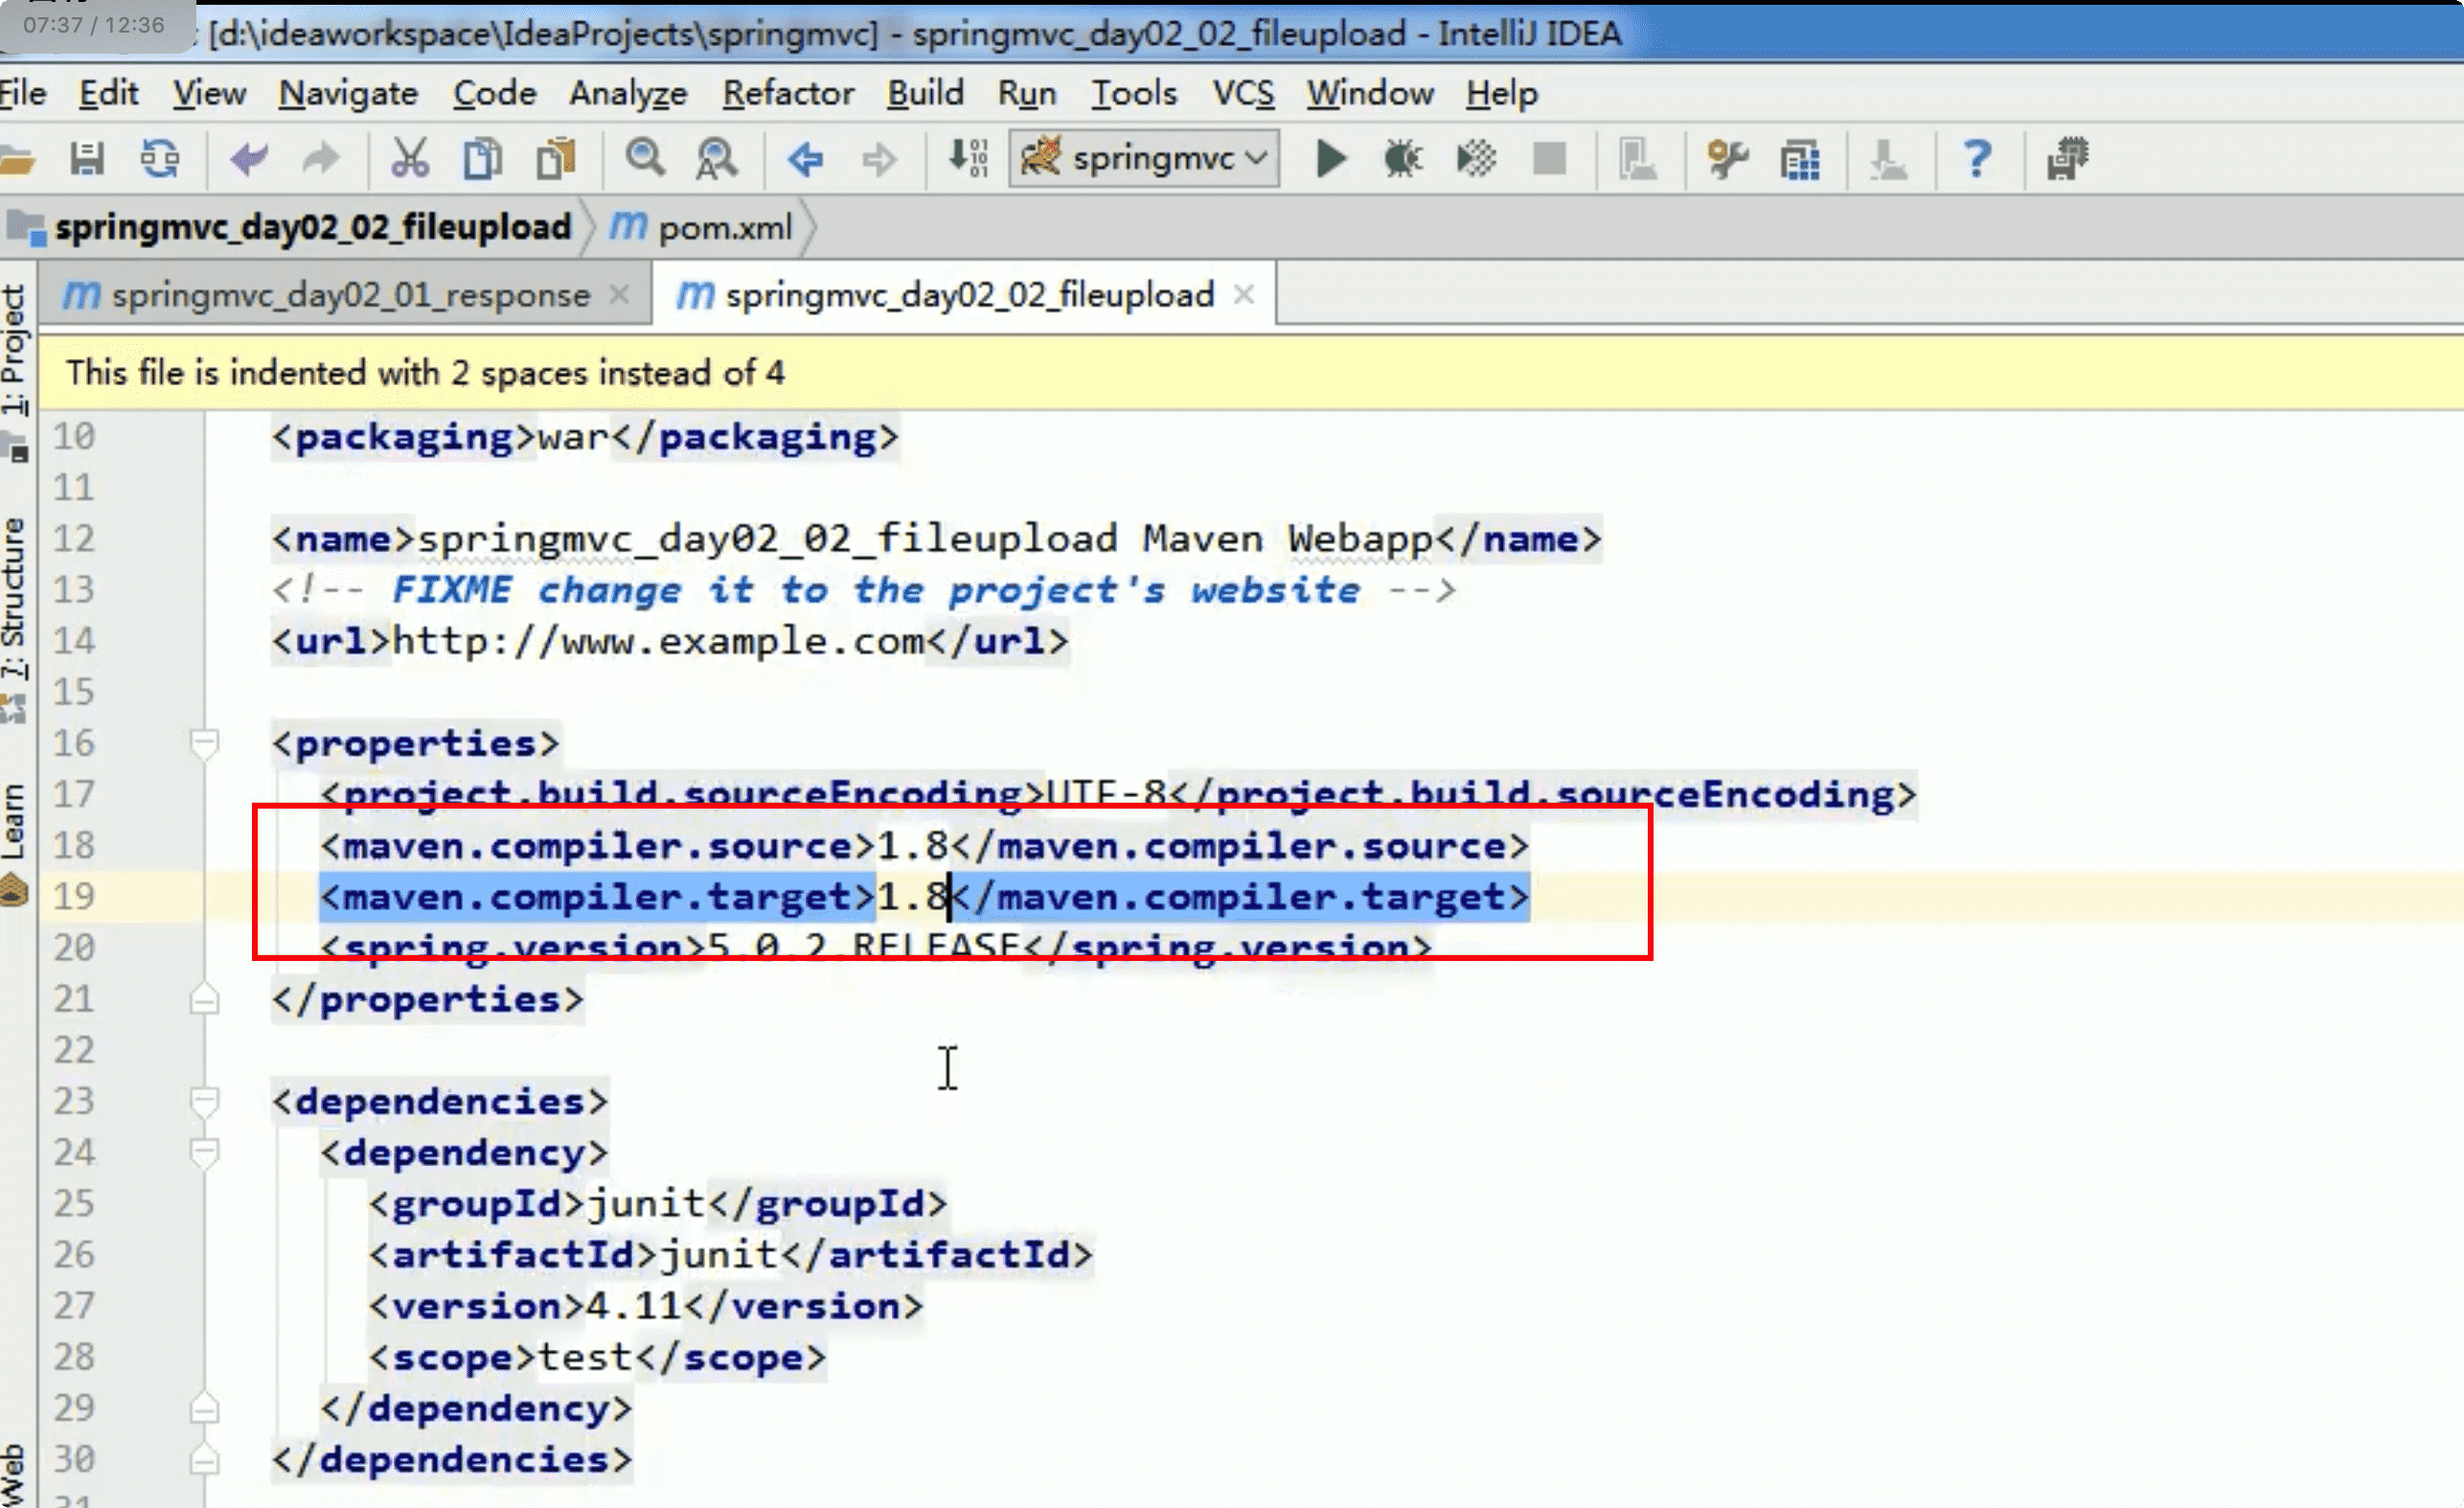 07:37 / 12:36
[d:\ideaworkspace\IdeaProjects\springmvc] - springmvc_day02_02_fileupload - IntelliJ IDEA
File Edit View Navigate Code Analyze Refactor Build Run Tools VCS Window Help
springmvc
springmvc_day02_02_fileupload pom.xml
springmvc_day02_01_response springmvc_day02_02_fileupload
This file is indented with 2 spaces instead of 4
1: Project
7: Structure
Learn
Web
10 <packaging>war</packaging>
11
12 <name>springmvc_day02_02_fileupload Maven Webapp</name>
13 <!-- FIXME change it to the project's website -->
14 <url>http://www.example.com</url>
15
16 <properties>
17 <project.build.sourceEncoding>UTF-8</project.build.sourceEncoding>
18 <maven.compiler.source>1.8</maven.compiler.source>
19 <maven.compiler.target>1.8</maven.compiler.target>
20 <spring.version>5.0.2.RELEASE</spring.version>
21 </properties>
22
23 <dependencies>
24 <dependency>
25 <groupId>junit</groupId>
26 <artifactId>junit</artifactId>
27 <version>4.11</version>
28 <scope>test</scope>
29 </dependency>
30 </dependencies>
31